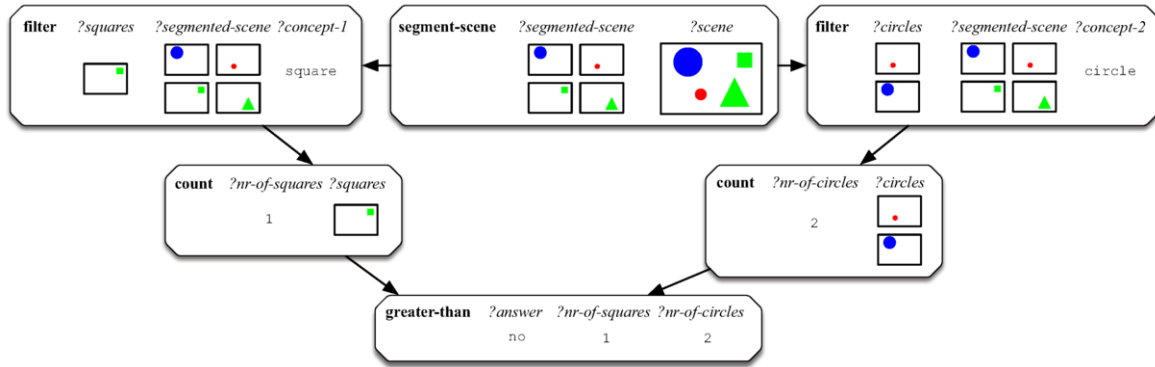 filter ?squares ?segmented-scene ?concept-1
square
segment-scene ?segmented-scene ?scene
filter ?circles ?segmented-scene ?concept-2
circle
count ?nr-of-squares ?squares
1
count ?nr-of-circles ?circles
2
greater-than ?answer ?nr-of-squares ?nr-of-circles
no 1 2